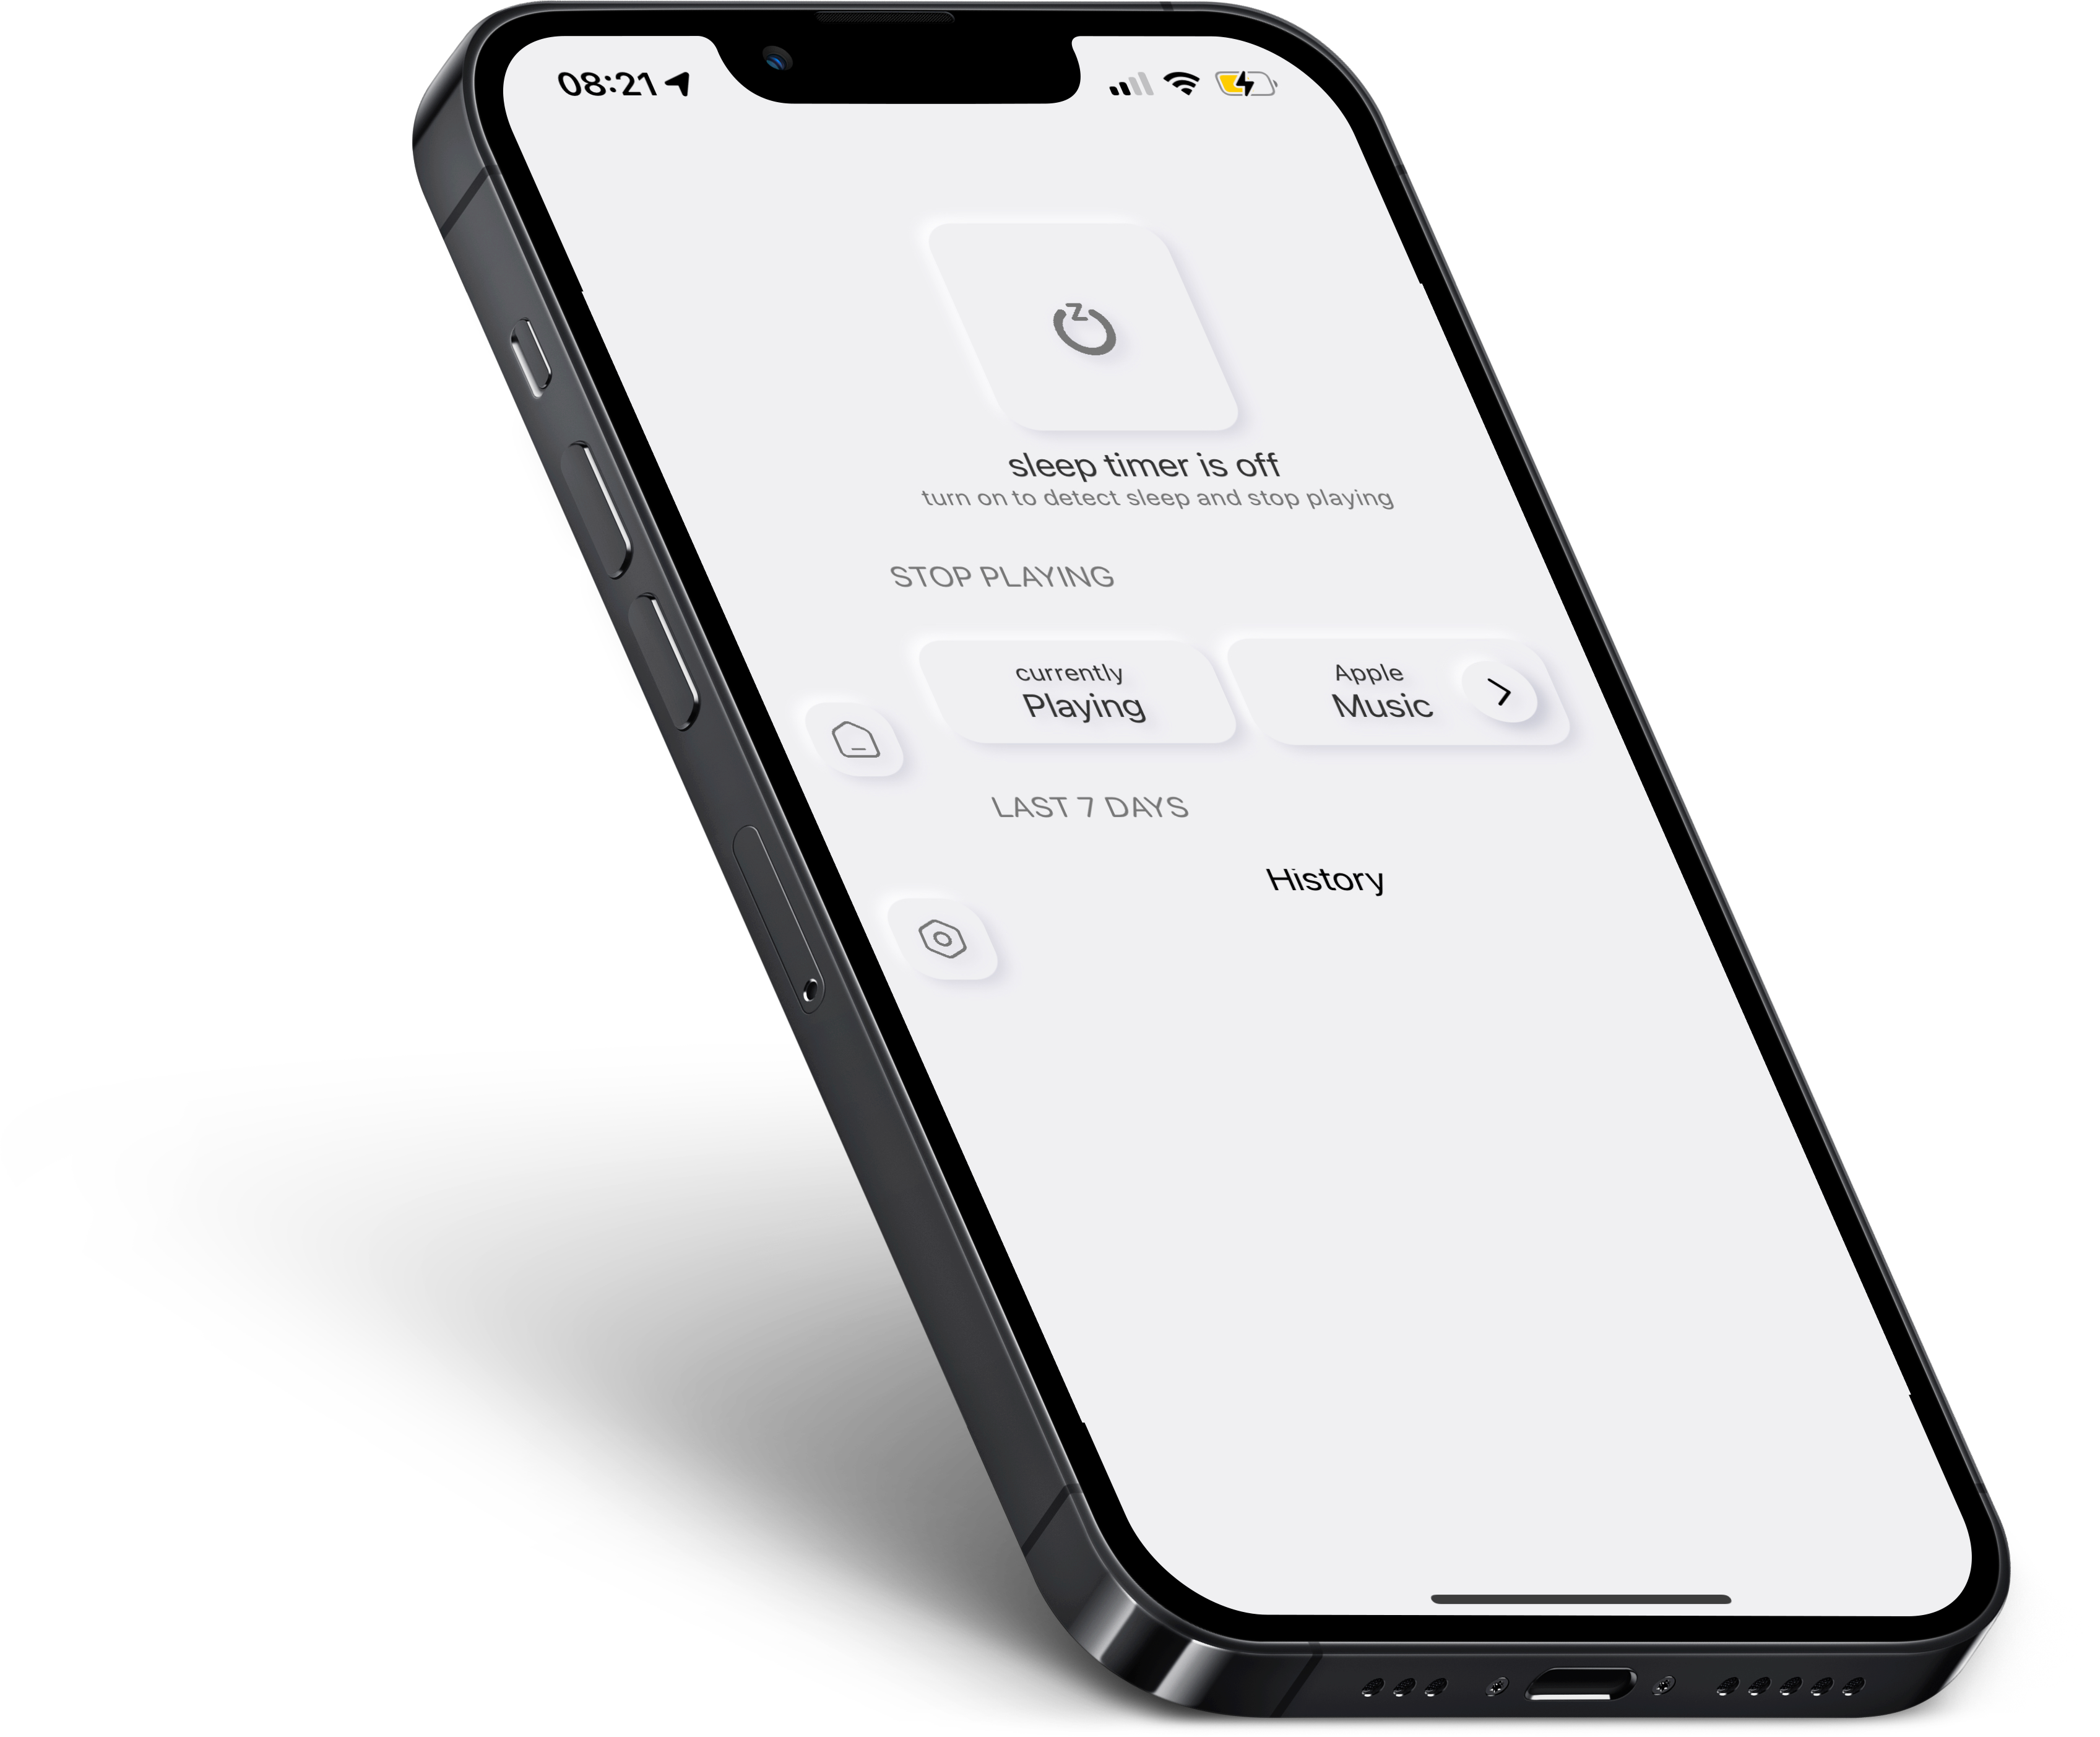 08:21
Z
sleep timer is off
turn on to detect sleep and stop playing
STOP PLAYING
currently
Playing
Apple
Music
LAST 7 DAYS
History